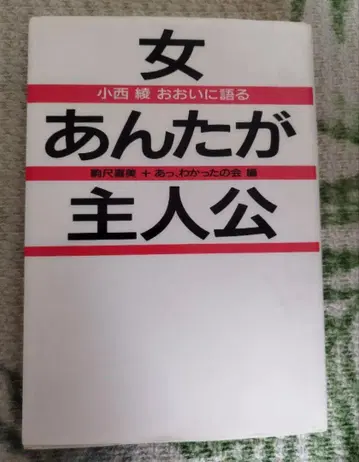 女
小西 綾 おおいに語る
あんたが
駒尺喜美 + あっ、わかったの会 編
主人公